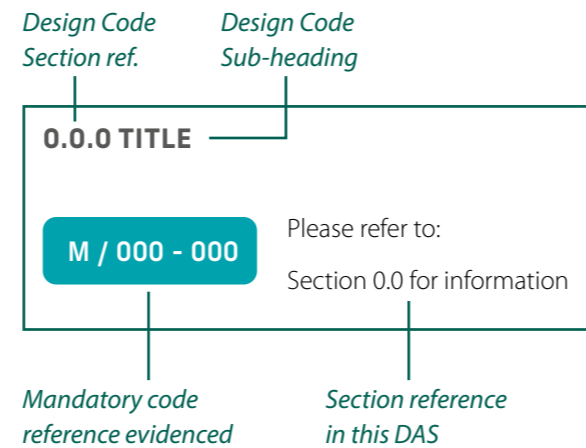 Design Code
Section ref.
Design Code
Sub-heading
0.0.0 TITLE
M / 000 - 000
Please refer to:
Section 0.0 for information
Mandatory code
reference evidenced
Section reference
in this DAS